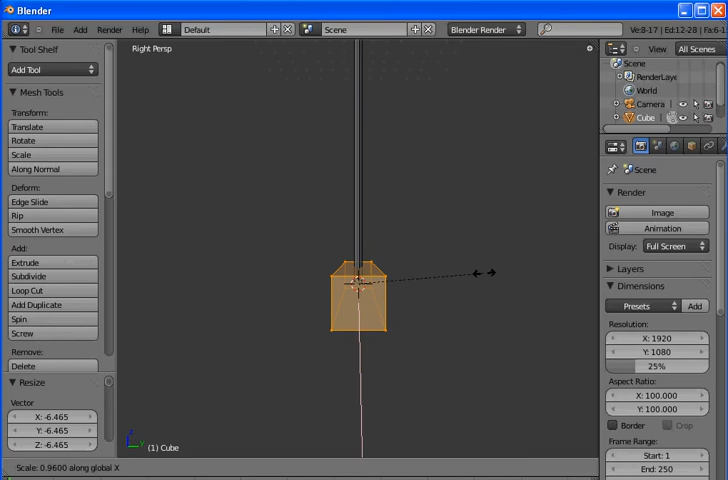 Blender
File Add Render Help Default Scene Blender Render Ve:8-17 | Ed:12-28 | Fa:6-1
Tool Shelf
Add Tool
Mesh Tools
Transform:
Translate
Rotate
Scale
Along Normal
Deform:
Edge Slide
Rip
Smooth Vertex
Add:
Extrude
Subdivide
Loop Cut
Add Duplicate
Spin
Screw
Remove:
Delete
Resize
Vector
X: -6.465
Y: -6.465
Z: -6.465
Right Persp
z
y
(1) Cube
Scale: 0.9600 along global X
View All Scenes
Scene
RenderLaye
World
Camera
Cube
Scene
Render
Image
Animation
Display: Full Screen
Layers
Dimensions
Presets Add
Resolution:
X: 1920
Y: 1080
25%
Aspect Ratio:
X: 100.000
Y: 100.000
Border Crop
Frame Range:
Start: 1
End: 250